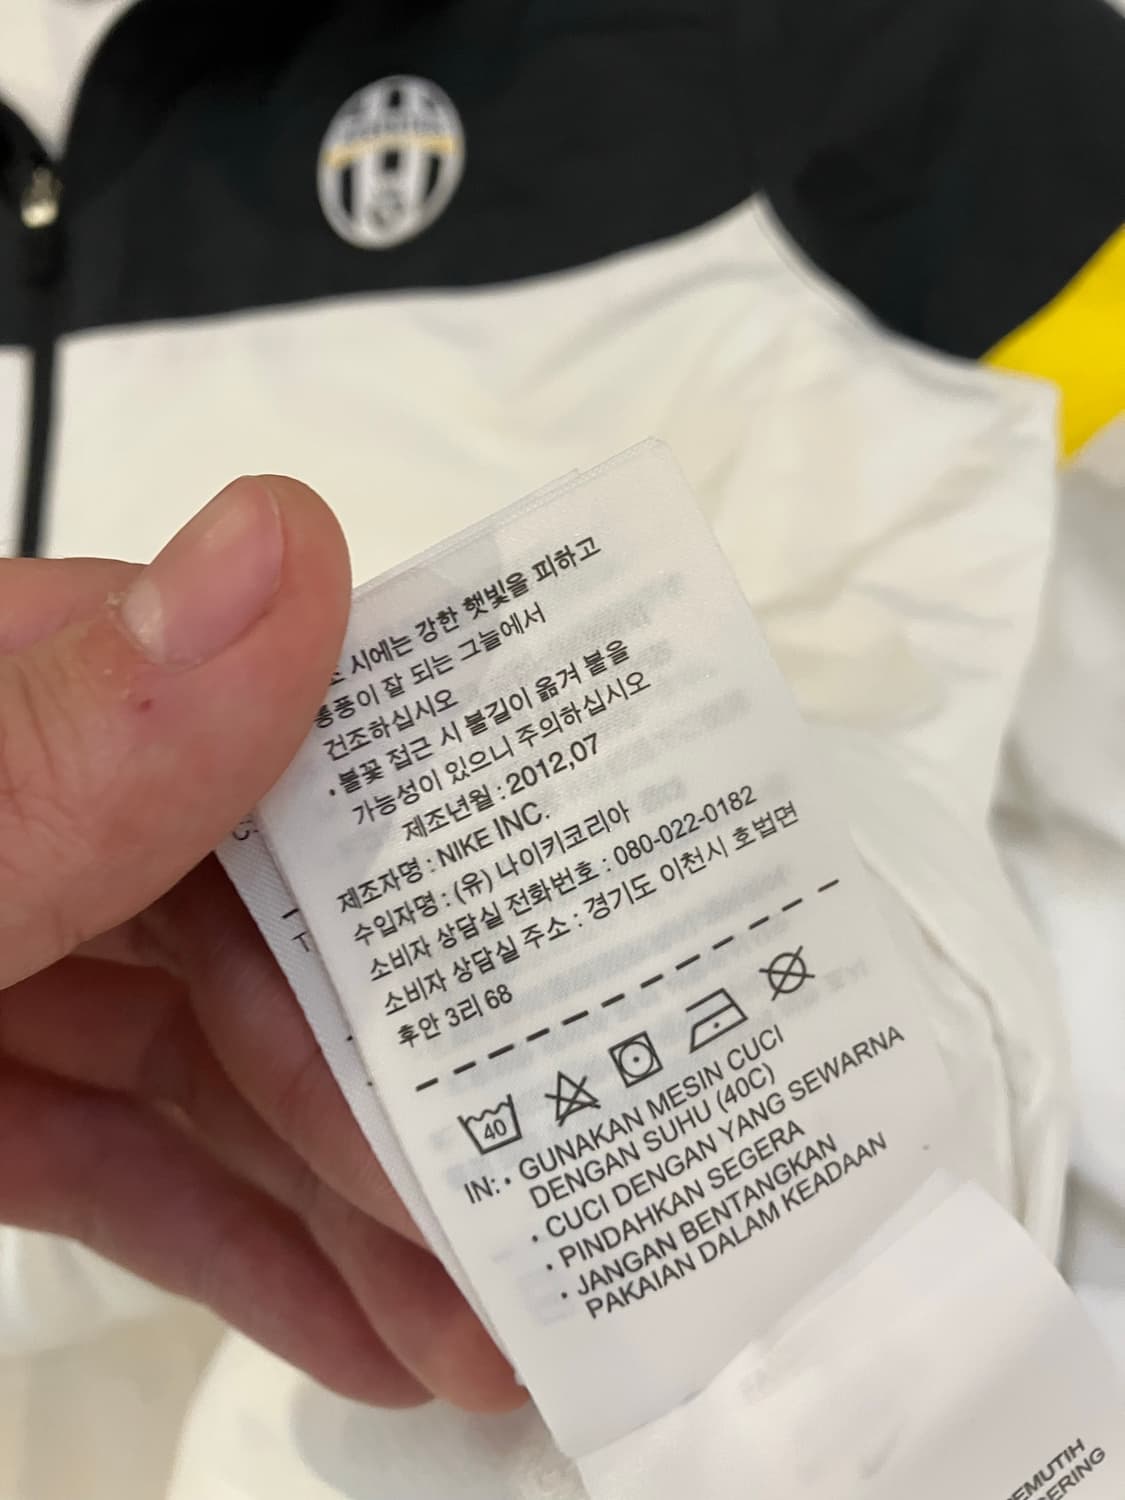 시에는 강한 햇빛을 피하고
통풍이 잘 되는 그늘에서
건조하십시오
• 불꽃 접근 시 불길이 옮겨 붙을
가능성이 있으니 주의하십시오
제조년월 : 2012,07
제조자명 : NIKE INC.
수입자명 : (유) 나이키코리아
소비자 상담실 전화번호 : 080-022-0182
소비자 상담실 주소 : 경기도 이천시 호법면
후안 3리 68
40
IN: • GUNAKAN MESIN CUCI
DENGAN SUHU (40C)
• CUCI DENGAN YANG SEWARNA
• PINDAHKAN SEGERA
• JANGAN BENTANGKAN
PAKAIAN DALAM KEADAAN